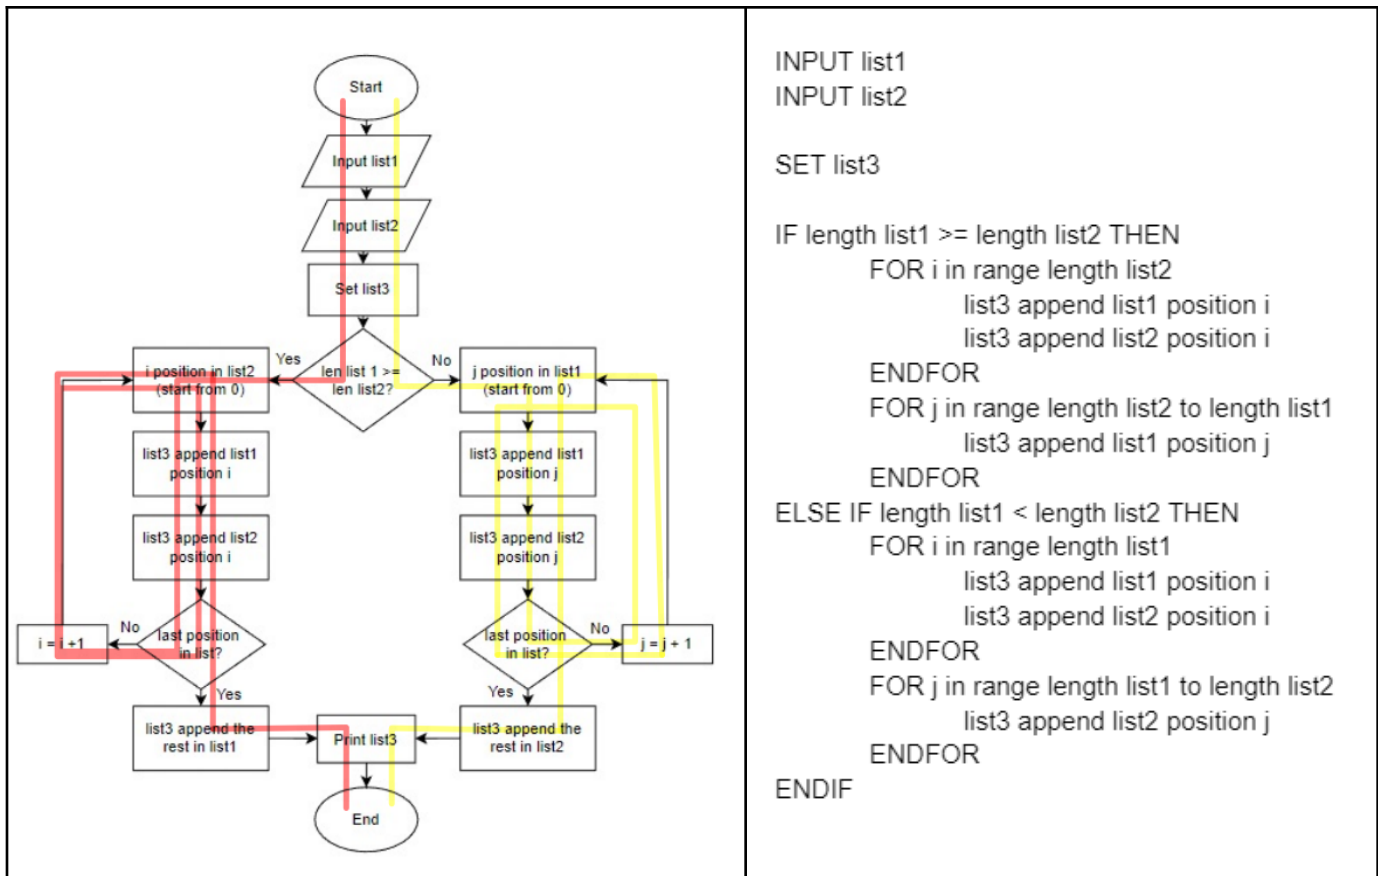 Start
Input list1
Input list2
Set list3
len list 1 >=
len list2?
Yes
No
i position in list2
(start from 0)
list3 append list1
position i
list3 append list2
position i
last position
in list?
No
i = i +1
Yes
list3 append the
rest in list1
j position in list1
(start from 0)
list3 append list1
position j
list3 append list2
position j
last position
in list?
No
j = j + 1
Yes
list3 append the
rest in list2
Print list3
End
INPUT list1
INPUT list2
SET list3
IF length list1 >= length list2 THEN
FOR i in range length list2
list3 append list1 position i
list3 append list2 position i
ENDFOR
FOR j in range length list2 to length list1
list3 append list1 position j
ENDFOR
ELSE IF length list1 < length list2 THEN
FOR i in range length list1
list3 append list1 position i
list3 append list2 position i
ENDFOR
FOR j in range length list1 to length list2
list3 append list2 position j
ENDFOR
ENDIF